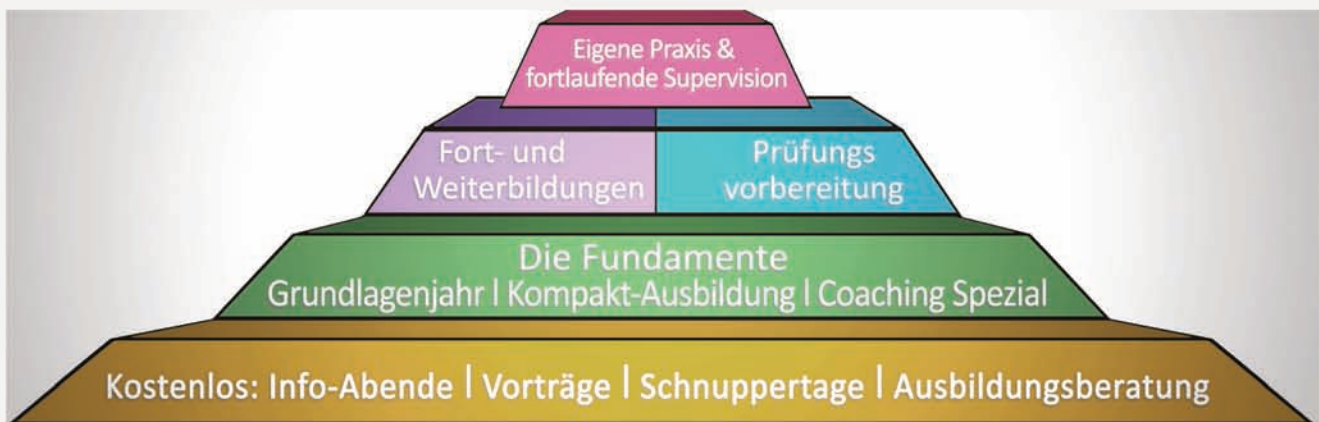 Eigene Praxis &
fortlaufende Supervision
Fort- und
Weiterbildungen
Prüfungs
vorbereitung
Die Fundamente
Grundlagenjahr | Kompakt-Ausbildung | Coaching Spezial
Kostenlos: Info-Abende | Vorträge | Schnuppertage | Ausbildungsberatung